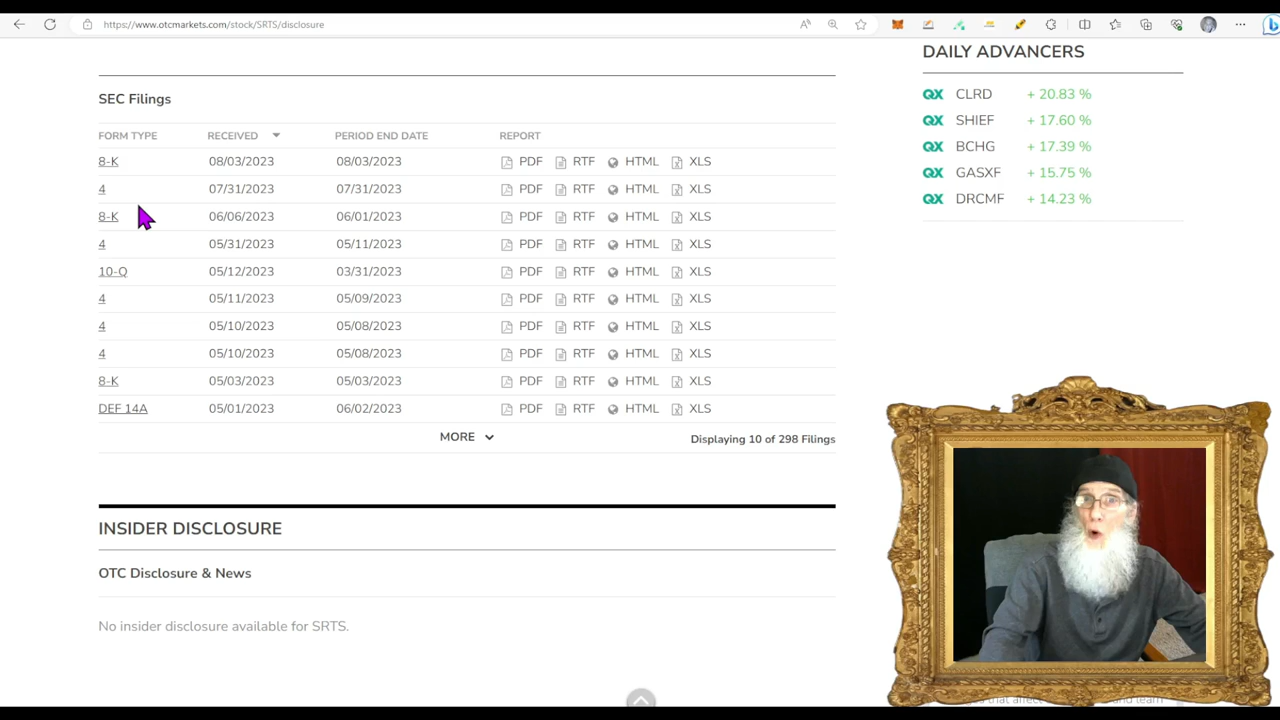 https://www.otcmarkets.com/stock/SRTS/disclosure
DAILY ADVANCERS
QX CLRD + 20.83 %
QX SHIEF + 17.60 %
QX BCHG + 17.39 %
QX GASXF + 15.75 %
QX DRCMF + 14.23 %
SEC Filings
FORM TYPE RECEIVED PERIOD END DATE REPORT
8-K 08/03/2023 08/03/2023 PDF RTF HTML XLS
4 07/31/2023 07/31/2023 PDF RTF HTML XLS
8-K 06/06/2023 06/01/2023 PDF RTF HTML XLS
4 05/31/2023 05/11/2023 PDF RTF HTML XLS
10-Q 05/12/2023 03/31/2023 PDF RTF HTML XLS
4 05/11/2023 05/09/2023 PDF RTF HTML XLS
4 05/10/2023 05/08/2023 PDF RTF HTML XLS
4 05/10/2023 05/08/2023 PDF RTF HTML XLS
8-K 05/03/2023 05/03/2023 PDF RTF HTML XLS
DEF 14A 05/01/2023 06/02/2023 PDF RTF HTML XLS
MORE
Displaying 10 of 298 Filings
INSIDER DISCLOSURE
OTC Disclosure & News
No insider disclosure available for SRTS.